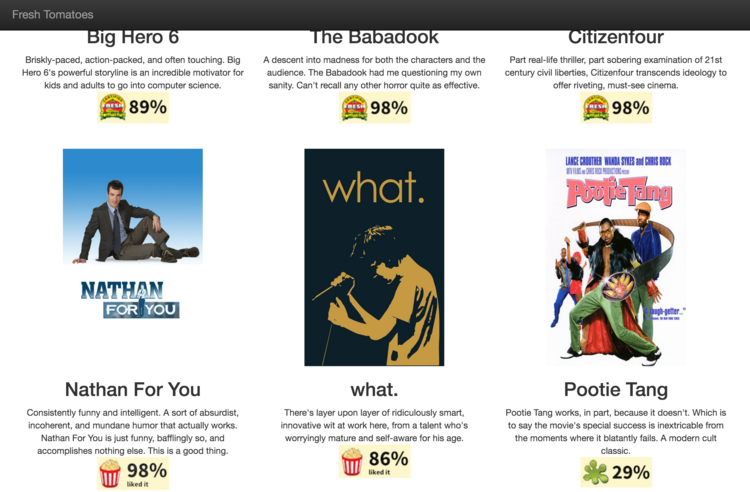 Fresh Tomatoes
Big Hero 6
Briskly-paced, action-packed, and often touching. Big
Hero 6's powerful storyline is an incredible motivator for
kids and adults to go into computer science.
FRESH
89%
The Babadook
A descent into madness for both the characters and the
audience. The Babadook had me questioning my own
sanity. Can't recall any other horror quite as effective.
FRESH
98%
Citizenfour
Part real-life thriller, part sobering examination of 21st
century civil liberties, Citizenfour transcends ideology to
offer riveting, must-see cinema.
FRESH
98%
NATHAN
FOR YOU
Nathan For You
Consistently funny and intelligent. A sort of absurdist,
incoherent, and mundane humor that actually works.
Nathan For You is just funny, bafflingly so, and
accomplishes nothing else. This is a good thing.
98%
liked it
what.
what.
There's layer upon layer of ridiculously smart,
innovative wit at work here, from a talent who's
worryingly mature and self-aware for his age.
86%
liked it
LANCE CROUTHER WANDA SYKES AND CHRIS ROCK
Pootie Tang
Pootie Tang
Pootie Tang works, in part, because it doesn't. Which is
to say the movie's special success is inextricable from
the moments where it blatantly fails. A modern cult
classic.
29%